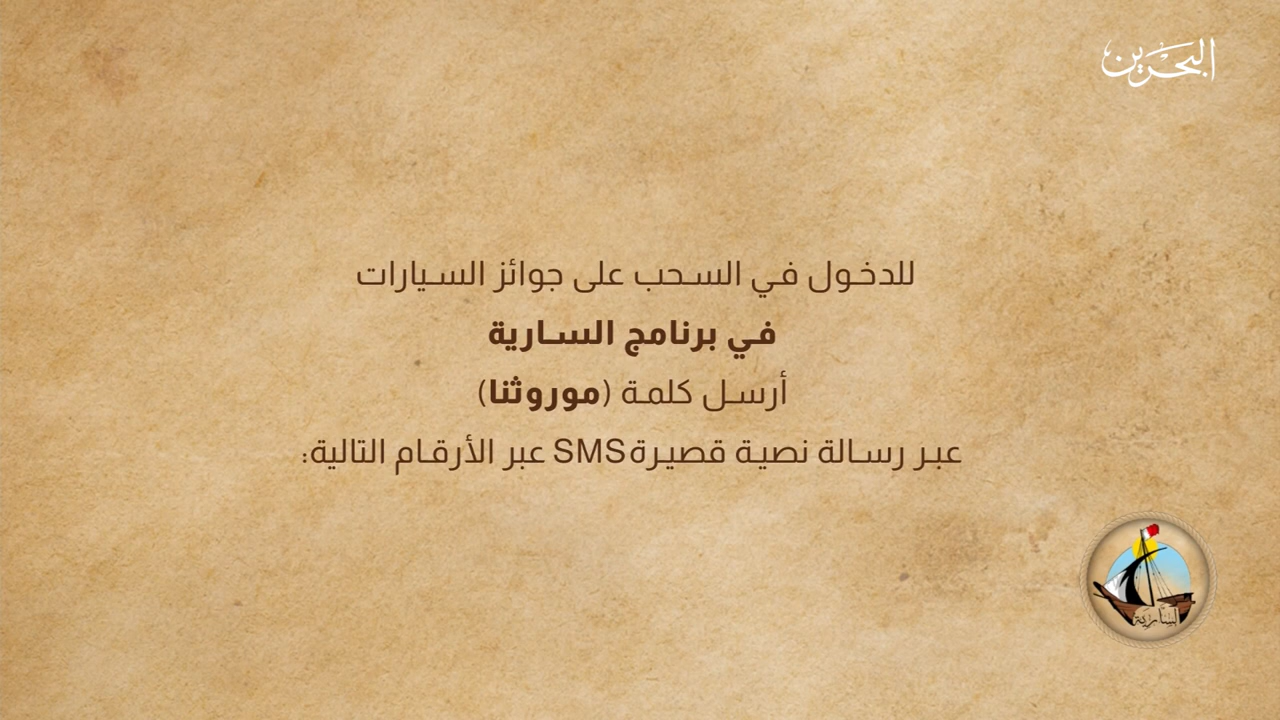 البحرين
للدخول في السحب على جوائز السيارات
في برنامج السارية
أرسل كلمة (موروثنا)
عبر رسالة نصية قصيرة SMS عبر الأرقام التالية:
السارية